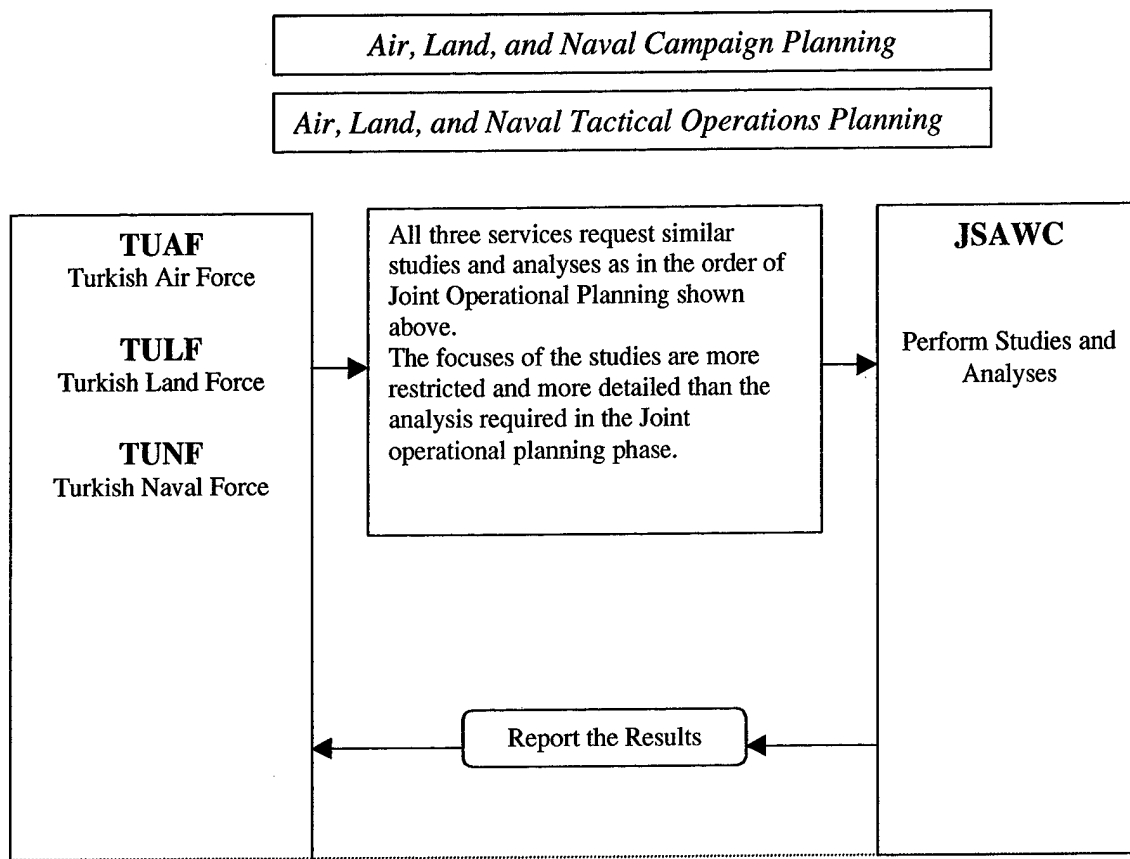 Air, Land, and Naval Campaign Planning
Air, Land, and Naval Tactical Operations Planning
TUAF
Turkish Air Force
TULF
Turkish Land Force
TUNF
Turkish Naval Force
All three services request similar
studies and analyses as in the order of
Joint Operational Planning shown
above.
The focuses of the studies are more
restricted and more detailed than the
analysis required in the Joint
operational planning phase.
JSAWC
Perform Studies and
Analyses
Report the Results